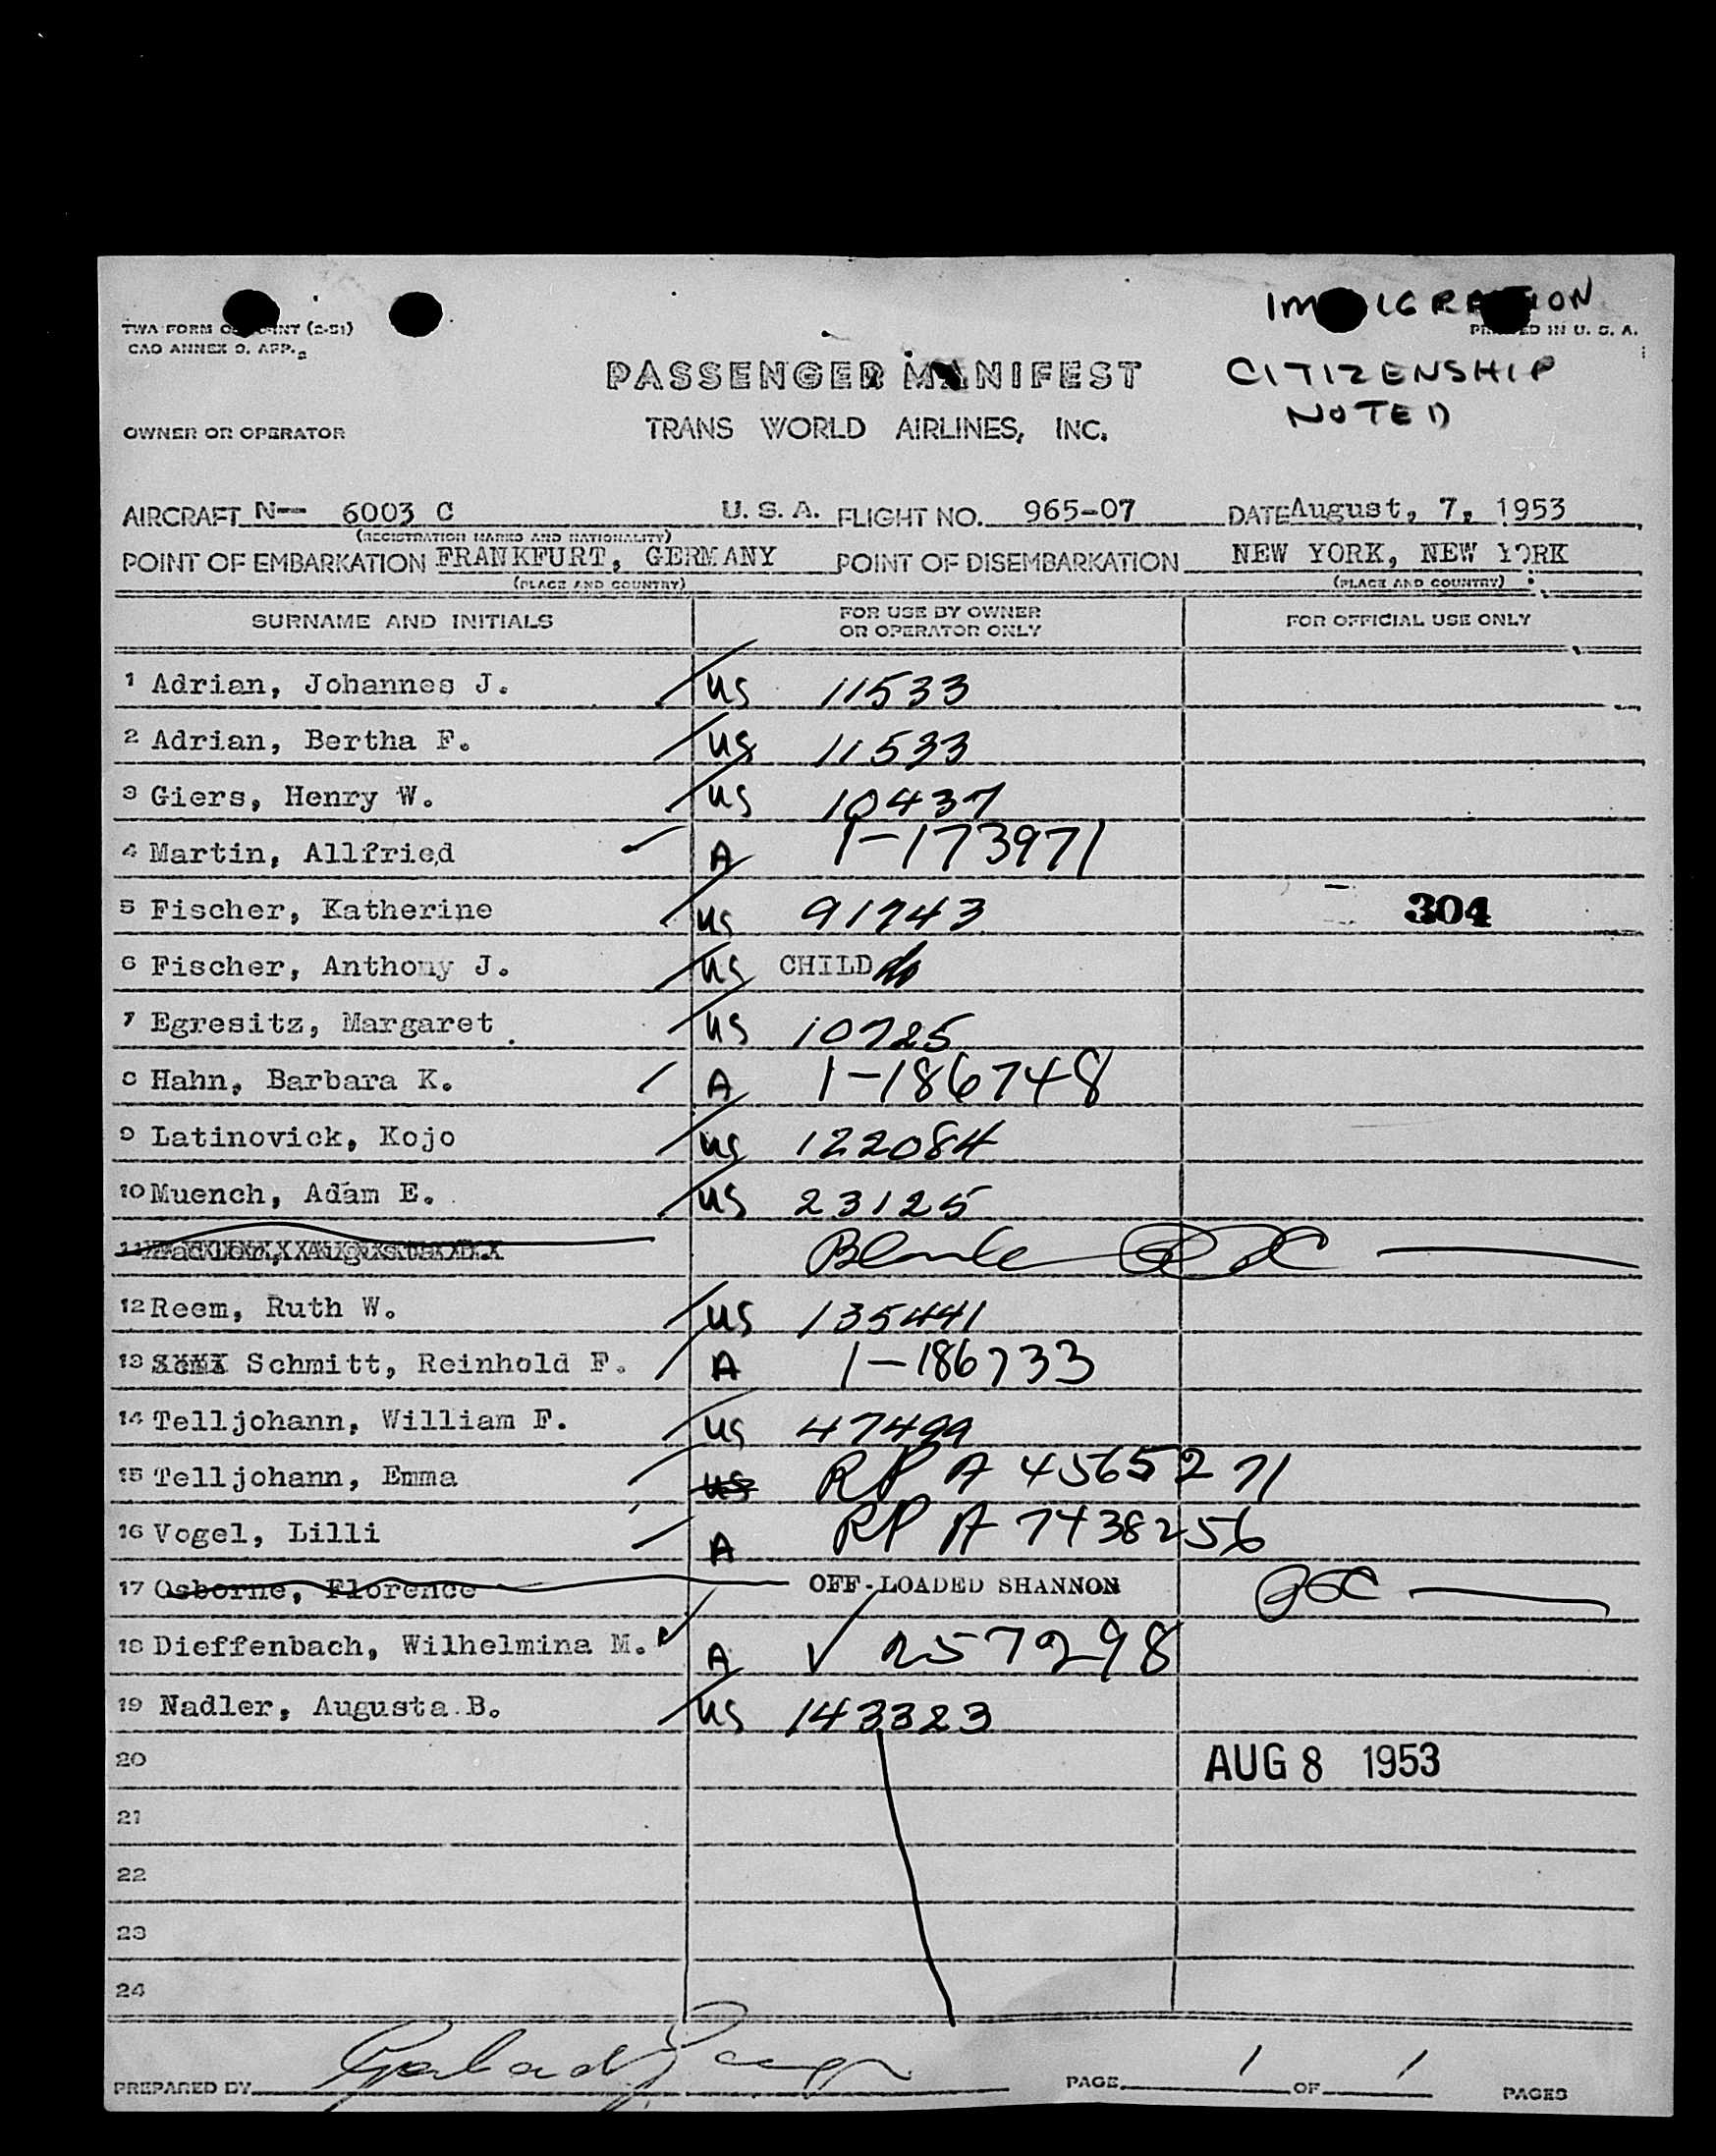 IMMIGRATION
TWA FORM
PRINTED IN U. S. A.
CAO ANNEX 9, APP. 2
PASSENGER MANIFEST
CITIZENSHIP
NOTED
OWNER OR OPERATOR
TRANS WORLD AIRLINES, INC.
AIRCRAFT N-- 6003 C U. S. A. FLIGHT NO. 965-07 DATE August, 7, 1953
(REGISTRATION MARKS AND NATIONALITY)
POINT OF EMBARKATION FRANKFURT, GERMANY POINT OF DISEMBARKATION NEW YORK, NEW YORK
(PLACE AND COUNTRY) (PLACE AND COUNTRY)
SURNAME AND INITIALS FOR USE BY OWNER OR OPERATOR ONLY FOR OFFICIAL USE ONLY
1 Adrian, Johannes J. US 11533
2 Adrian, Bertha F. US 11533
3 Giers, Henry W. US 10437
4 Martin, Allfried A 1-173971
5 Fischer, Katherine US 91743 304
6 Fischer, Anthony J. US CHILD do
7 Egresitz, Margaret US 10725
8 Hahn, Barbara K. A 1-186748
9 Latinovick, Kojo US 122084
10 Muench, Adam E. US 23125
11 Blank
12 Reem, Ruth W. US 135441
13 Schmitt, Reinhold F. A 1-186733
14 Telljohann, William F. US 47499
15 Telljohann, Emma US RP A 4565271
16 Vogel, Lilli A RP A 7438256
17 Osborne, Florence OFF-LOADED SHANNON
18 Dieffenbach, Wilhelmina M. A ✓ 2579298
19 Nadler, Augusta B. US 143323
20 AUG 8 1953
21
22
23
24
PREPARED BY PAGE 1 OF 1 PAGES